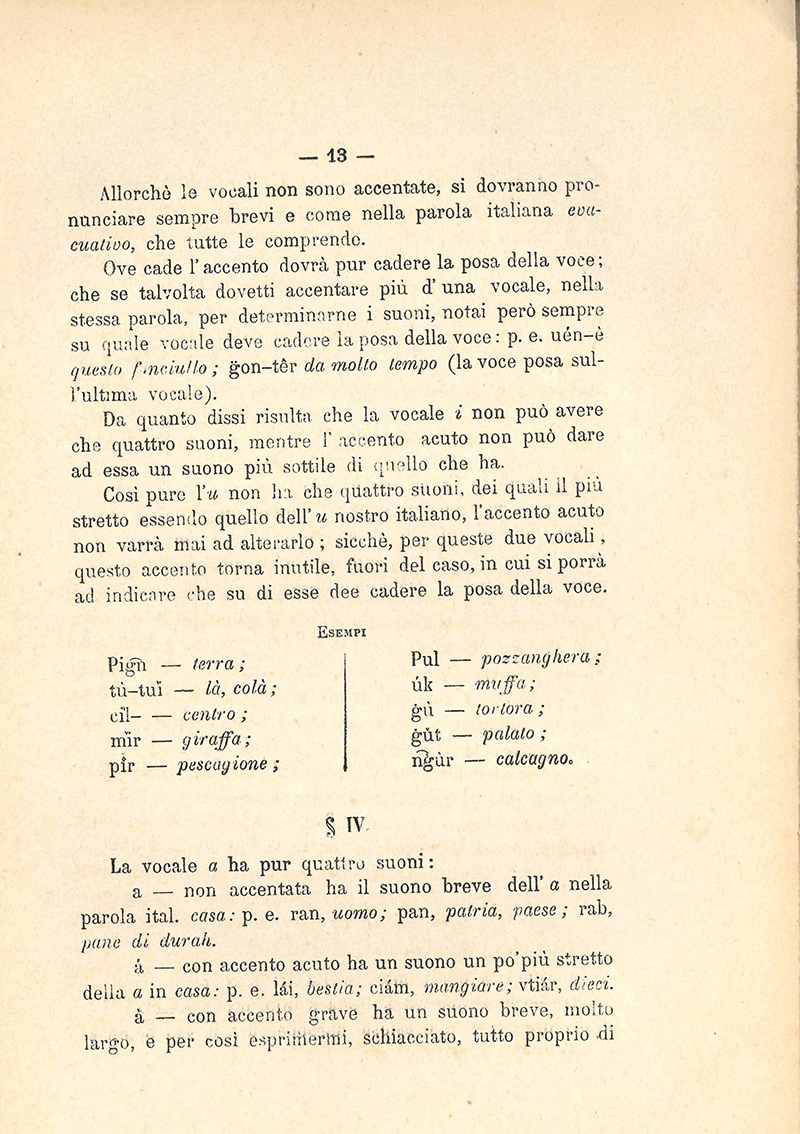 — 13 —
Allorchè le vocali non sono accentate, si dovranno pro-
nunciare sempre brevi e come nella parola italiana eva-
cuativo, che tutte le comprende.
Ove cade l'accento dovrà pur cadere la posa della voce;
che se talvolta dovetti accentare più d'una vocale, nella
stessa parola, per determinarne i suoni, notai però sempre
su quale vocale deve cadere la posa della voce: p. e. uén-è
questo fanciullo; g̀on-têr da molto tempo (la voce posa sul-
l'ultima vocale).
Da quanto dissi risulta che la vocale i non può avere
che quattro suoni, mentre l'accento acuto non può dare
ad essa un suono più sottile di quello che ha.
Così pure l'u non ha che quattro suoni, dei quali il più
stretto essendo quello dell'u nostro italiano, l'accento acuto
non varrà mai ad alterarlo; sicchè, per queste due vocali,
questo accento torna inutile, fuori del caso, in cui si porrà
ad indicare che su di esse dee cadere la posa della voce.
ESEMPI
Pign͡ — terra;
tù-tuï — là, colà;
cïl- — centro;
mïr — giraffa;
pîr — pescagione;
Pul — pozzanghera;
úk — muffa;
g̀ù — tortora;
g̀ŭt — palato;
n͡gùr — calcagno.
§ IV.
La vocale a ha pur quattro suoni:
a — non accentata ha il suono breve dell'a nella
parola ital. casa: p. e. ran, uomo; pan, patria, paese; rab,
pane di durah.
á — con accento acuto ha un suono un po'più stretto
della a in casa: p. e. lái, bestia; ciám, mangiare; vtiár, dieci.
à — con accento grave ha un suono breve, molto
largo, e per così esprimermi, schiacciato, tutto proprio di